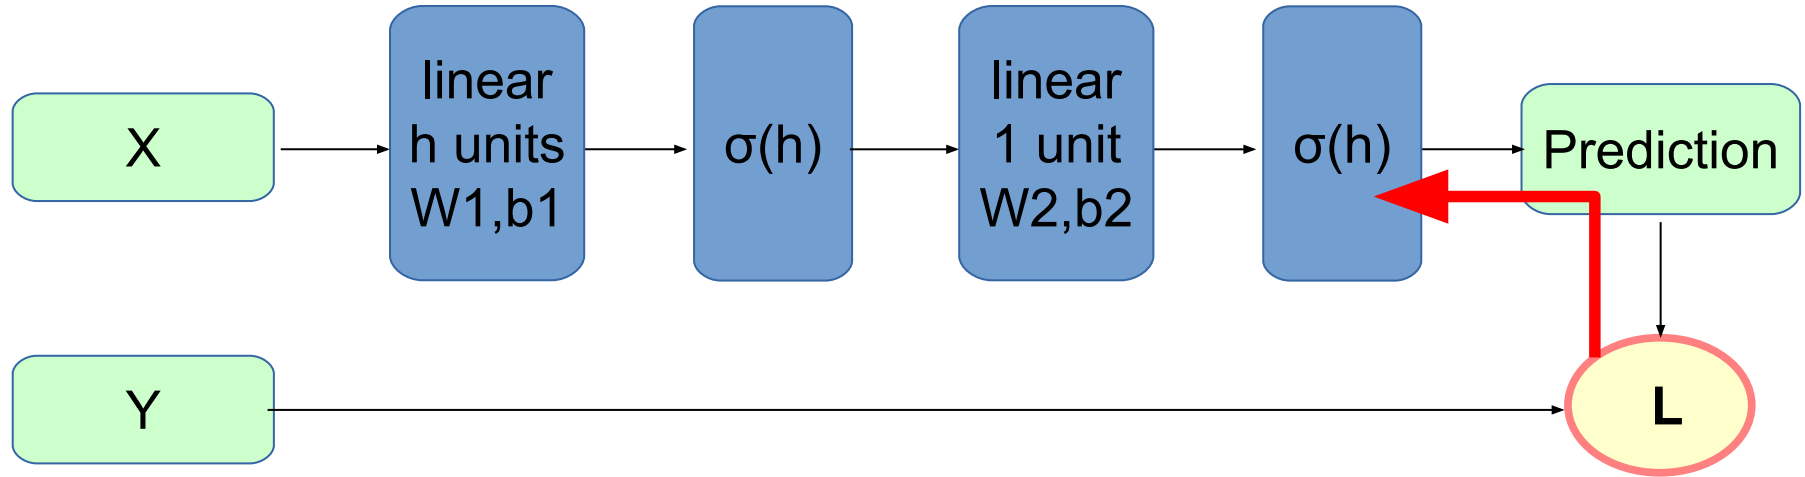 X
linear
h units
W1,b1
σ(h)
linear
1 unit
W2,b2
σ(h)
Prediction
Y
L